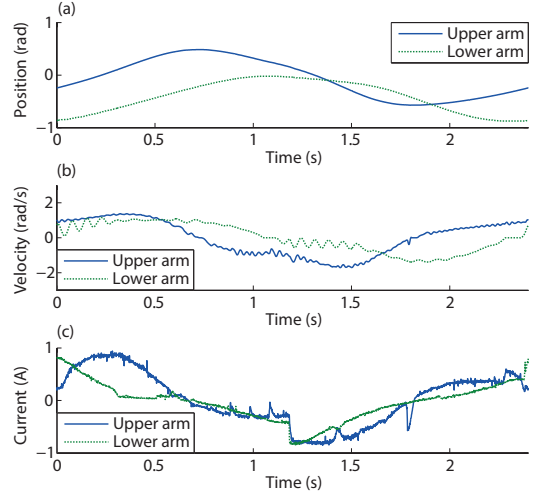 (a)
1
0
−1
Position (rad)
Upper arm
Lower arm
0 0.5 1 1.5 2
Time (s)
(b)
2
0
−2
Velocity (rad/s)
Upper arm
Lower arm
0 0.5 1 1.5 2
Time (s)
(c)
1
0
−1
Current (A)
Upper arm
Lower arm
0 0.5 1 1.5 2
Time (s)